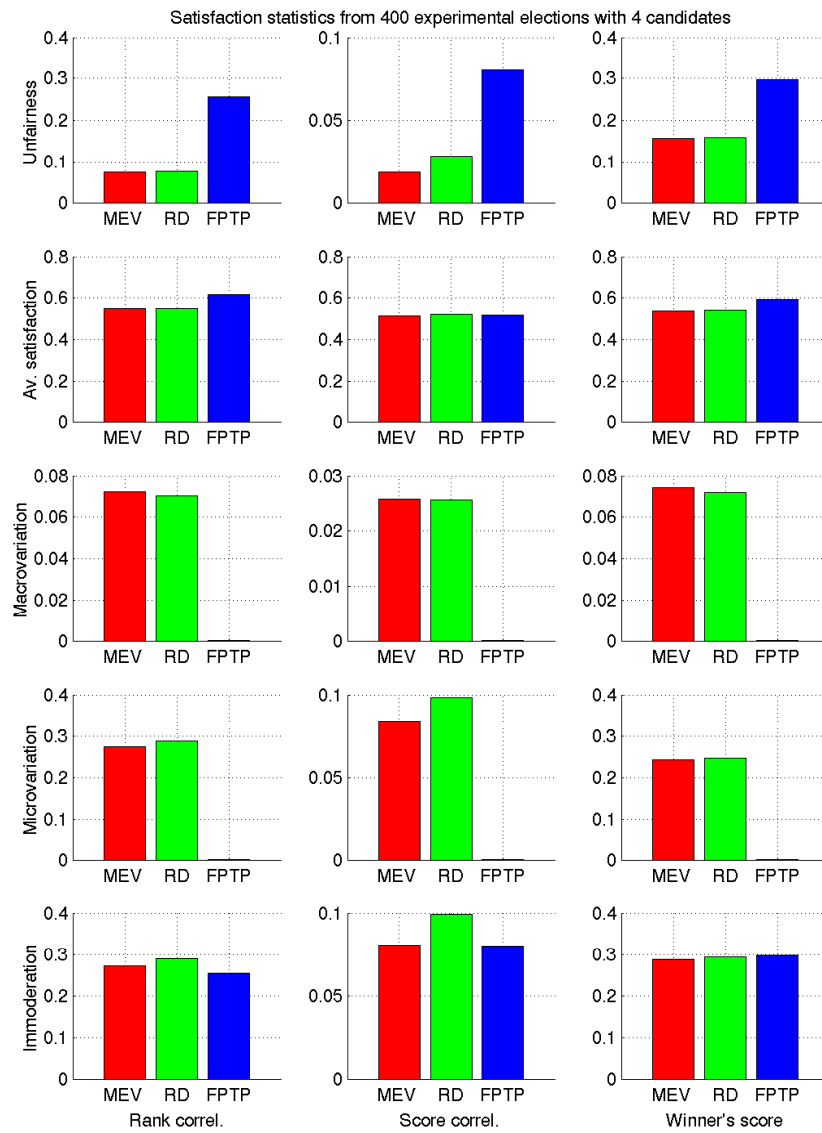 Satisfaction statistics from 400 experimental elections with 4 candidates
0.4 0.1 0.4
0.3 0.3
0.2 0.05 0.2
0.1 0.1
0 0 0
Unfairness
MEV RD FPTP MEV RD FPTP MEV RD FPTP
0.8 0.8 0.8
0.6 0.6 0.6
0.4 0.4 0.4
0.2 0.2 0.2
0 0 0
Av. satisfaction
MEV RD FPTP MEV RD FPTP MEV RD FPTP
0.08 0.03 0.08
0.06 0.02 0.06
0.04 0.04
0.02 0.01 0.02
0 0 0
Macrovariation
MEV RD FPTP MEV RD FPTP MEV RD FPTP
0.4 0.1 0.4
0.3 0.3
0.2 0.05 0.2
0.1 0.1
0 0 0
Microvariation
MEV RD FPTP MEV RD FPTP MEV RD FPTP
0.4 0.1 0.4
0.3 0.3
0.2 0.05 0.2
0.1 0.1
0 0 0
Immoderation
MEV RD FPTP MEV RD FPTP MEV RD FPTP
Rank correl. Score correl. Winner's score